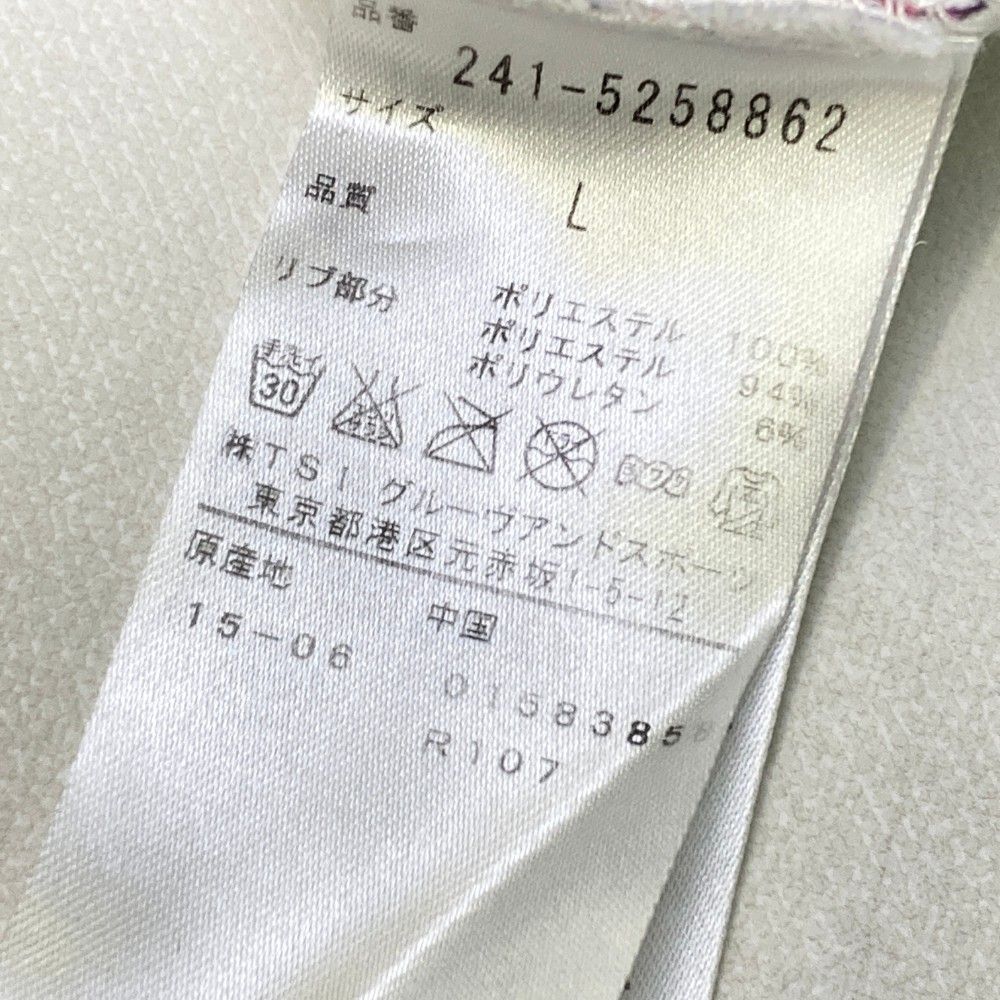 品番
241-5258862
サイズ
L
品質
ポリエステル 100%
リブ部分 ポリエステル 94%
ポリウレタン 6%
手洗イ
30
株TSIグルーヴアンドスポーツ
東京都港区元赤坂1-5-12
原産地
中国
15-06
0158385
R107